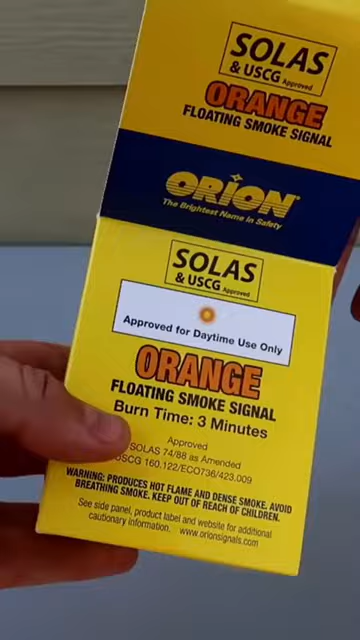 SOLAS
& USCG Approved
ORANGE
FLOATING SMOKE SIGNAL
ORION®
The Brightest Name in Safety
SOLAS
& USCG Approved
Approved for Daytime Use Only
ORANGE
FLOATING SMOKE SIGNAL
Burn Time: 3 Minutes
Approved
SOLAS 74/88 as Amended
USCG 160.122/ECO736/423.009
WARNING: PRODUCES HOT FLAME AND DENSE SMOKE. AVOID
BREATHING SMOKE. KEEP OUT OF REACH OF CHILDREN.
See side panel, product label and website for additional
cautionary information. www.orionsignals.com